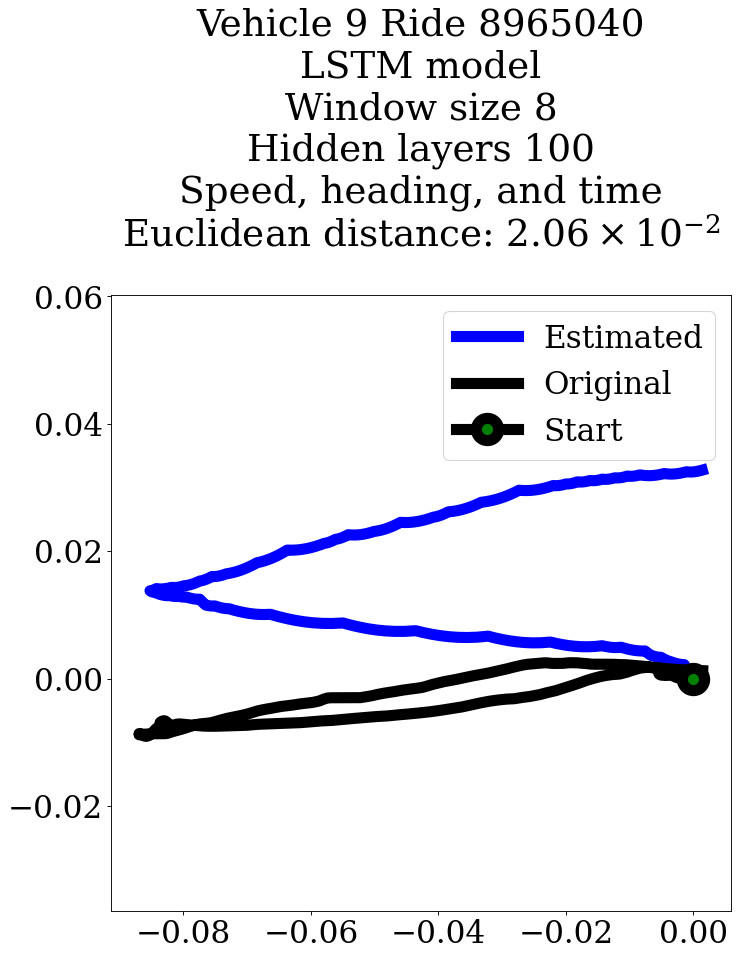 Vehicle 9 Ride 8965040
LSTM model
Window size 8
Hidden layers 100
Speed, heading, and time
Euclidean distance: 2.06 × 10⁻²
0.06
0.04
0.02
0.00
−0.02
Estimated
Original
Start
−0.08 −0.06 −0.04 −0.02 0.00